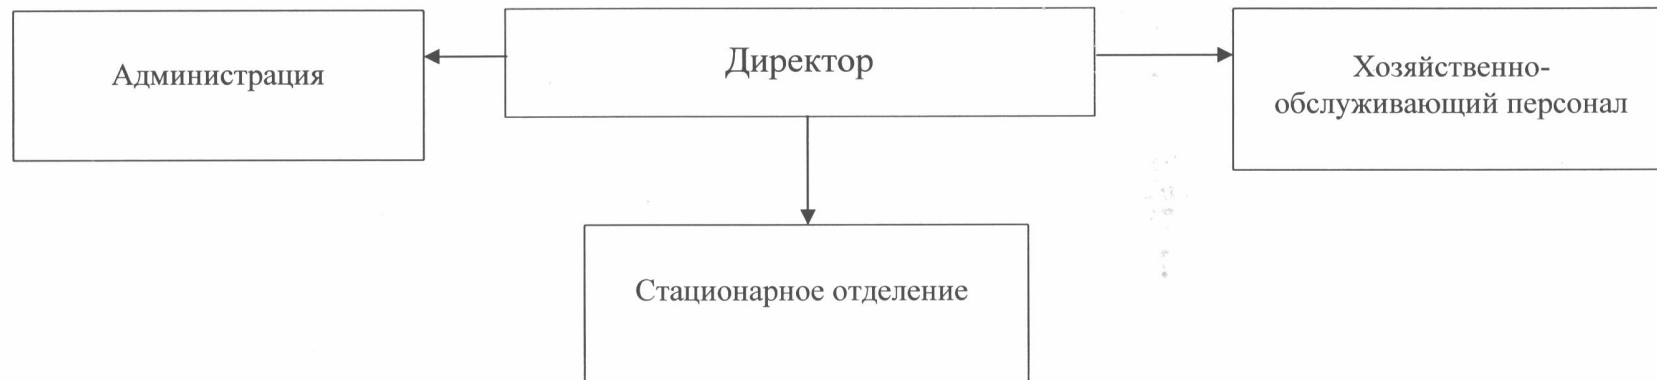 Администрация
Директор
Хозяйственно-
обслуживающий персонал
Стационарное отделение